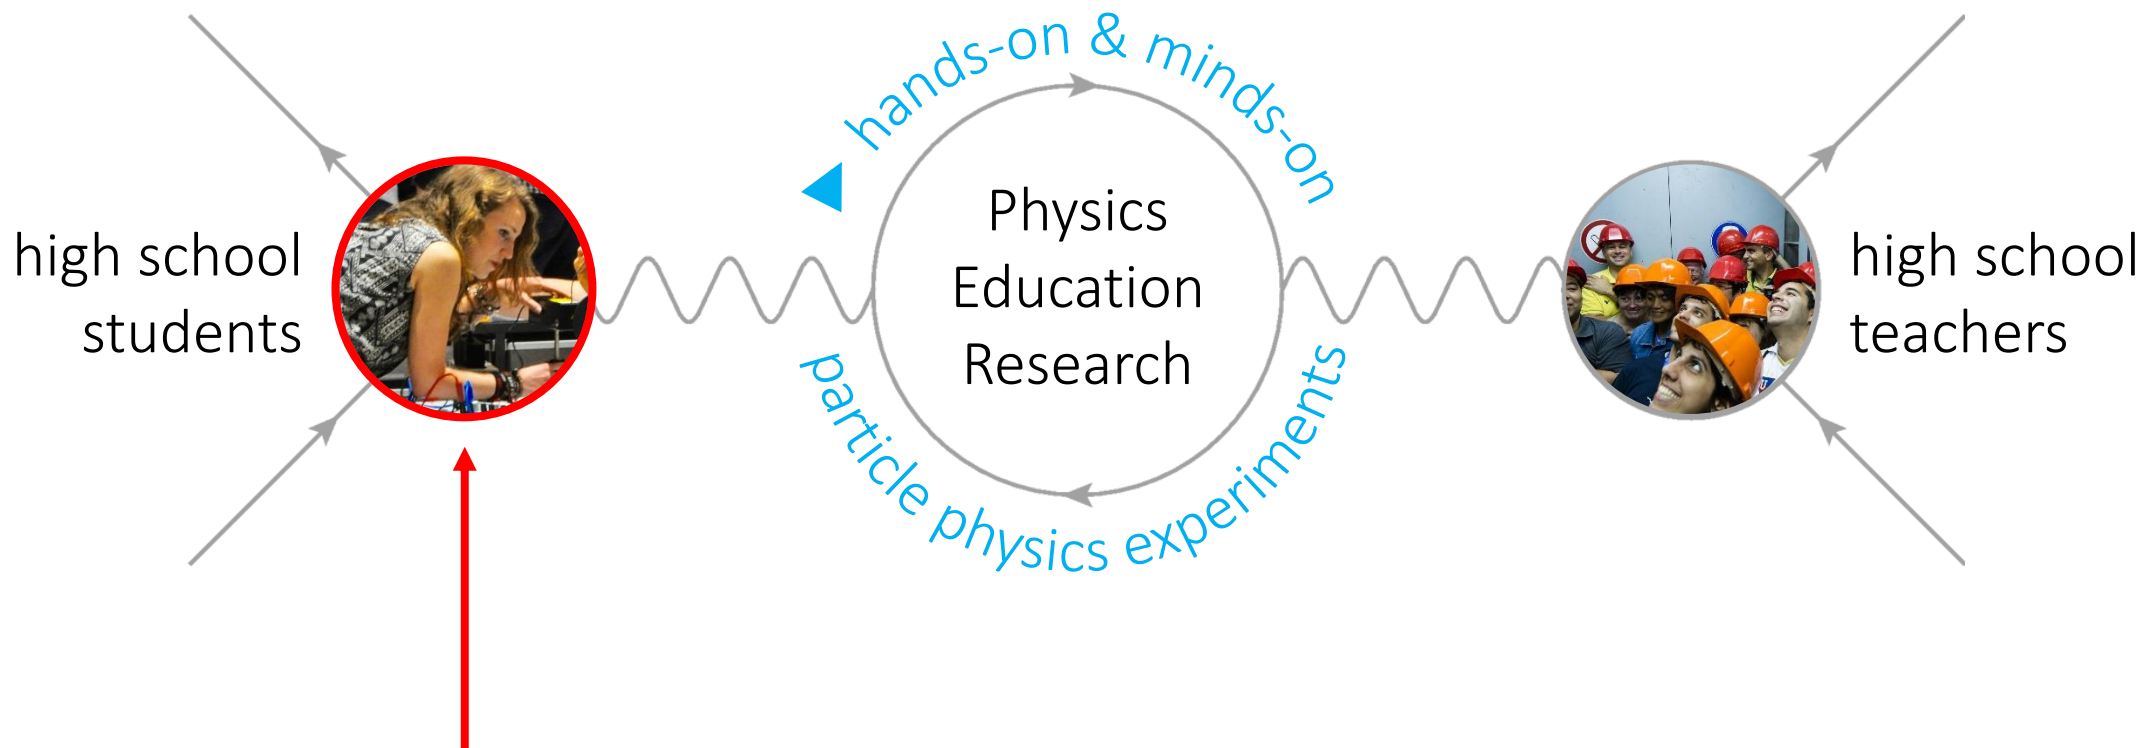 hands-on & minds-on
high school
students
Physics
Education
Research
high school
teachers
particle physics experiments